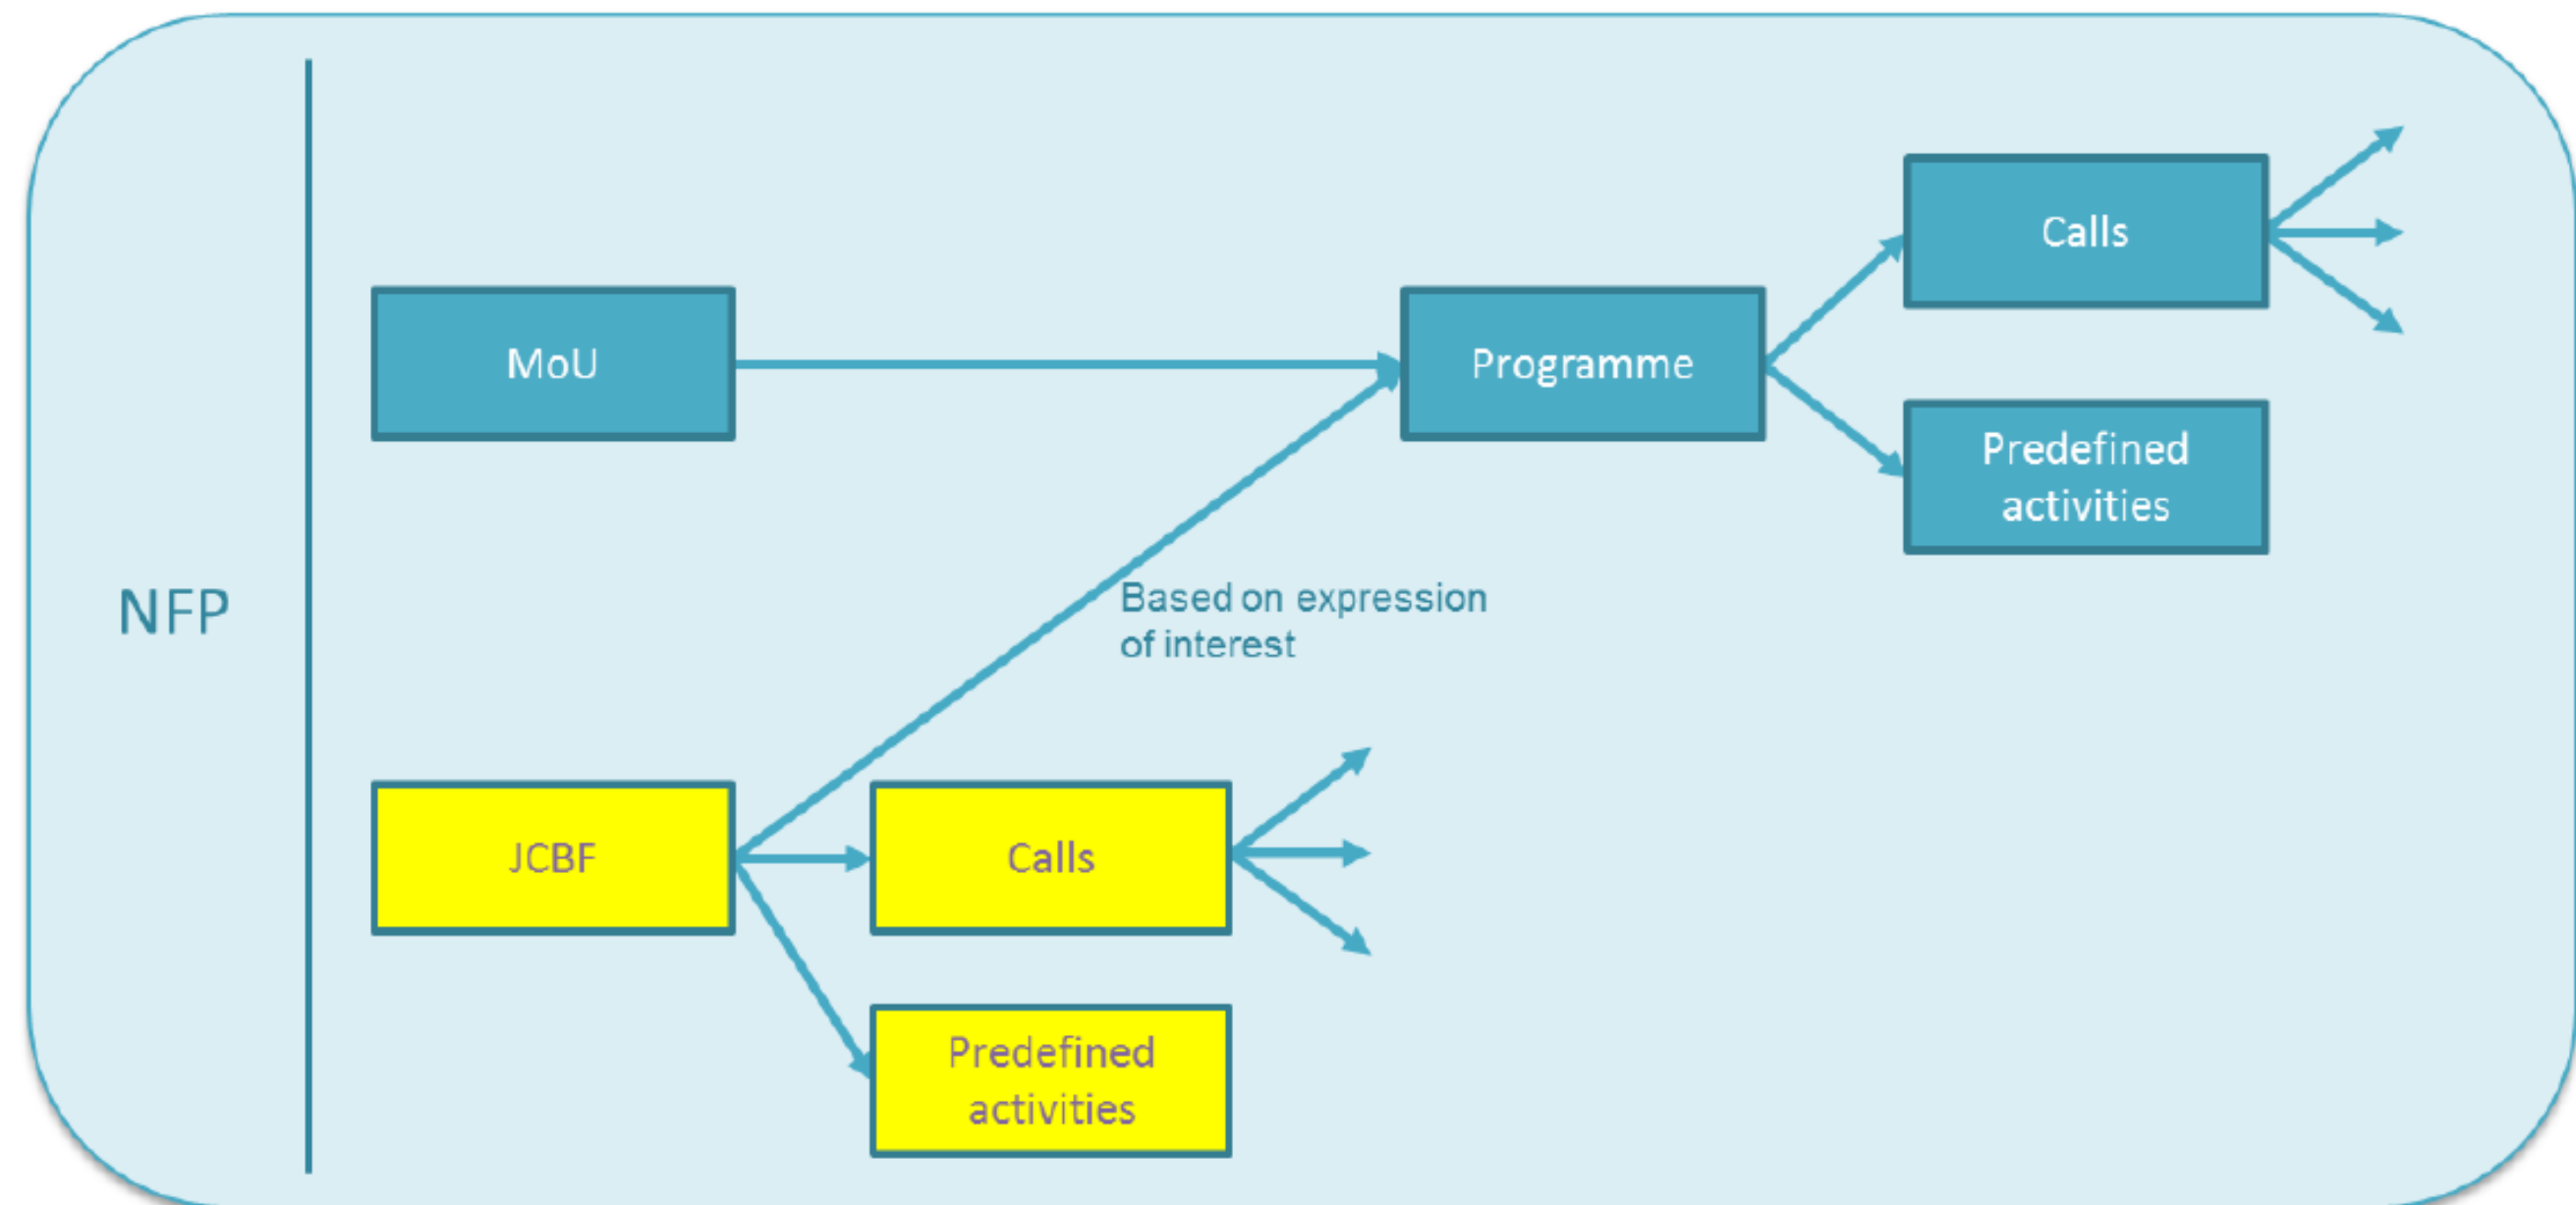 NFP
MoU
Programme
Calls
Predefined
activities
Based on expression
of interest
JCBF
Calls
Predefined
activities